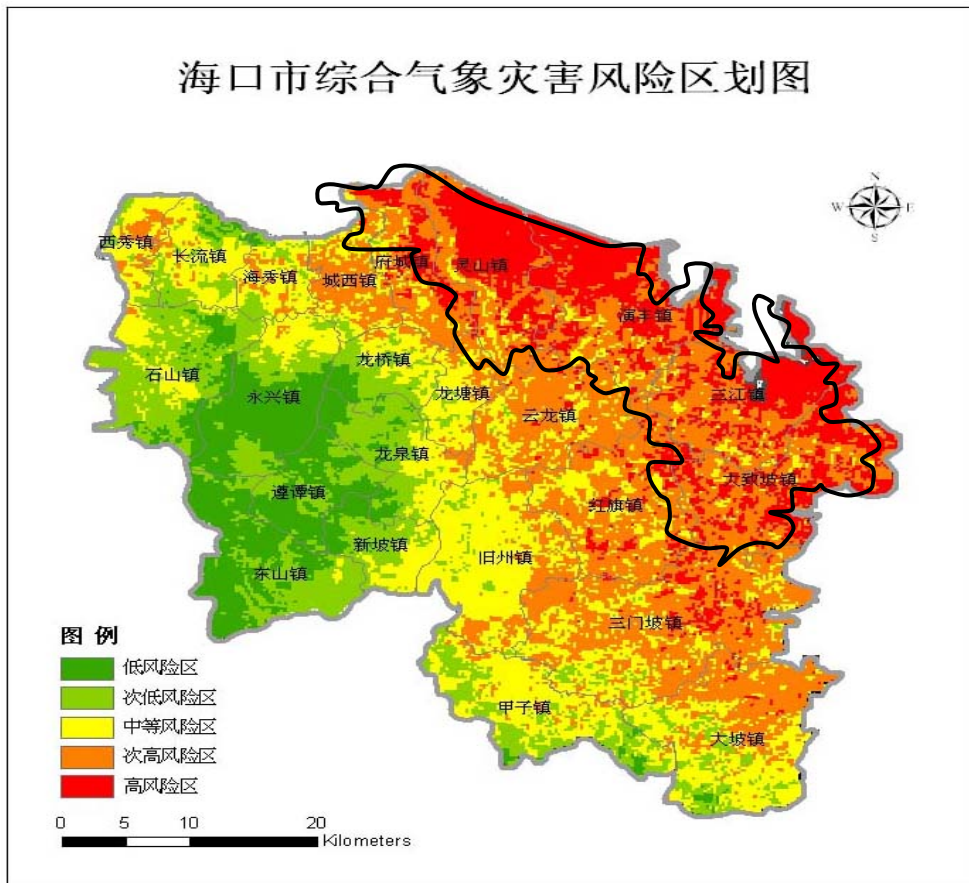 海口市综合气象灾害风险区划图
N
W
E
S
西秀镇
长流镇
海秀镇
城西镇
府城镇
灵山镇
演丰镇
石山镇
永兴镇
龙桥镇
龙塘镇
云龙镇
三江镇
龙泉镇
大致坡镇
遵谭镇
红旗镇
新坡镇
旧州镇
东山镇
三门坡镇
甲子镇
大坡镇
图 例
低风险区
次低风险区
中等风险区
次高风险区
高风险区
0 5 10 20
Kilometers